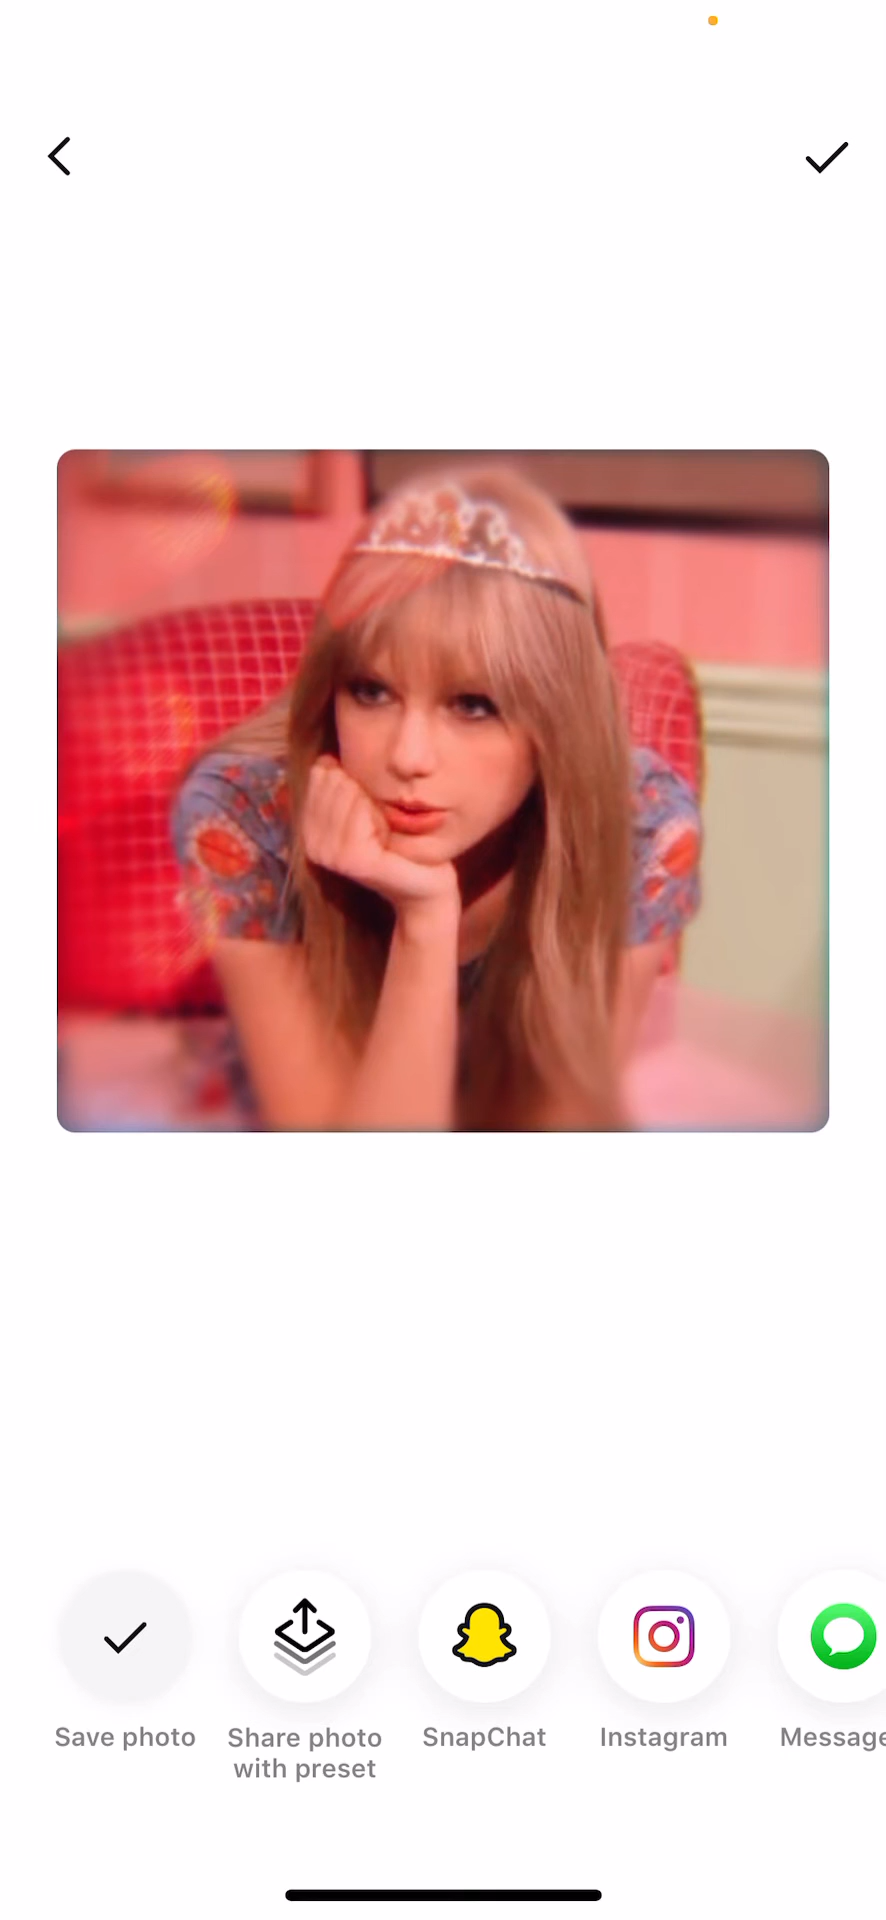 Save photo
Share photo
with preset
SnapChat
Instagram
Message